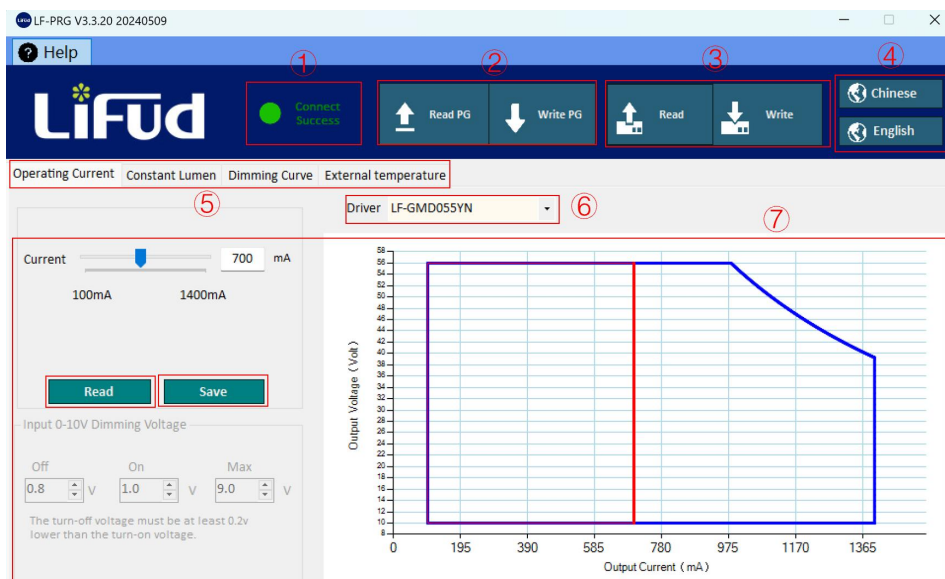 LF-PRG V3.3.20 20240509
? Help
① ② ③ ④
LiFud
Connect
Success
Read PG
Write PG
Read
Write
Chinese
English
Operating Current Constant Lumen Dimming Curve External temperature
⑤
Driver LF-GMD055YN
⑥
⑦
Current 700 mA
100mA 1400mA
Read Save
Input 0-10V Dimming Voltage
Off On Max
0.8 V 1.0 V 9.0 V
The turn-off voltage must be at least 0.2v
lower than the turn-on voltage.
Output Voltage (Volt)
58
56
54
52
50
48
46
44
42
40
38
36
34
32
30
28
26
24
22
20
18
16
14
12
10
8
0 195 390 585 780 975 1170 1365
Output Current (mA)